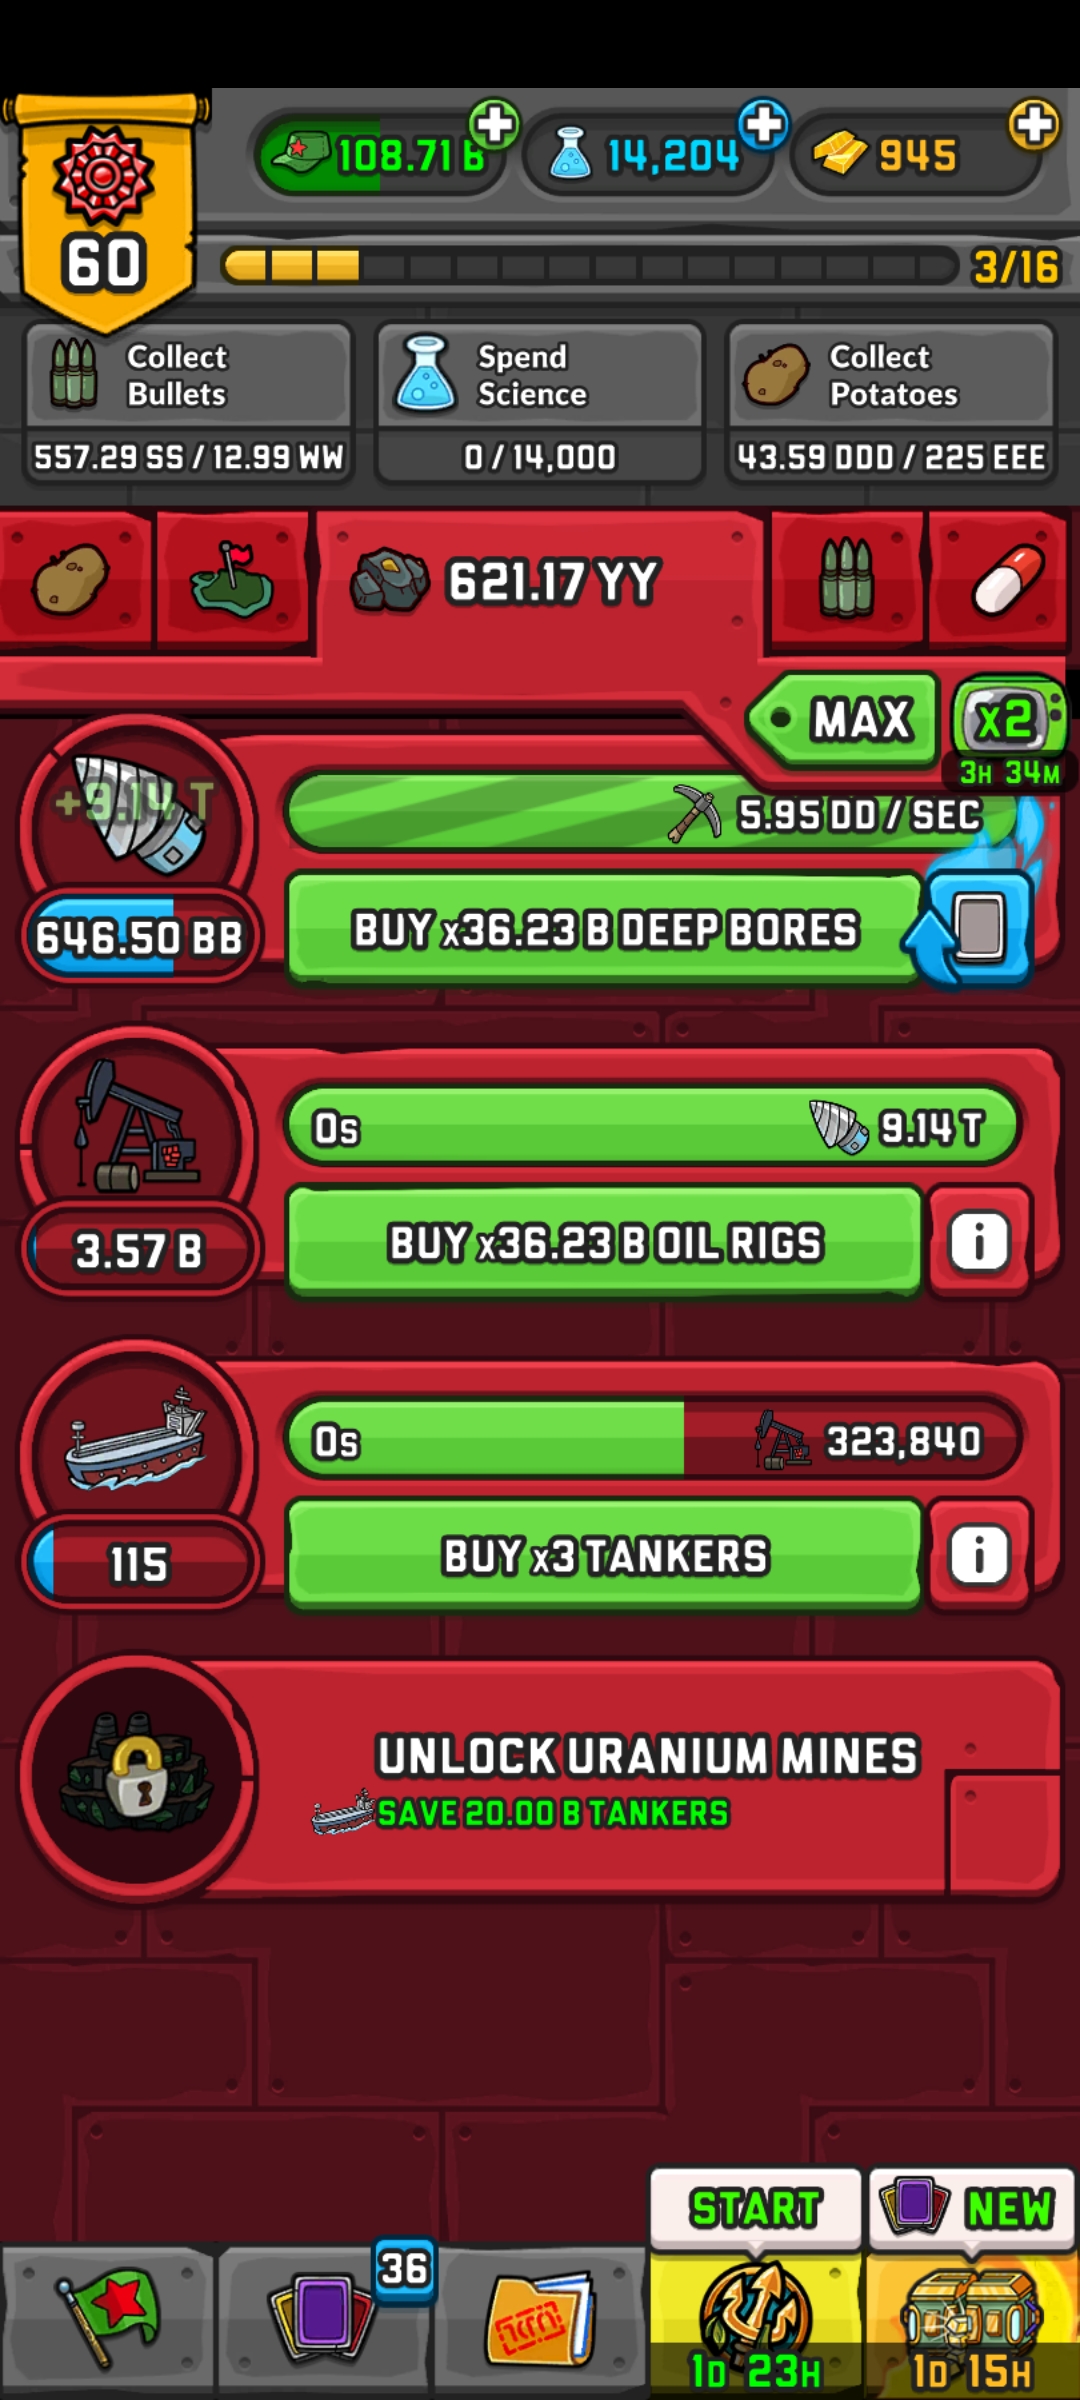 108.71 B
14,204
945
60
3/16
Collect
Bullets
557.29 SS / 12.99 WW
Spend
Science
0 / 14,000
Collect
Potatoes
43.59 DDD / 225 EEE
621.17 YY
MAX
x2
3H 34M
+9.14 T
5.95 DD / SEC
646.50 BB
BUY x36.23 B DEEP BORES
0s
9.14 T
3.57 B
BUY x36.23 B OIL RIGS
i
0s
323,840
115
BUY x3 TANKERS
i
UNLOCK URANIUM MINES
SAVE 20.00 B TANKERS
START
NEW
36
1D 23H
1D 15H